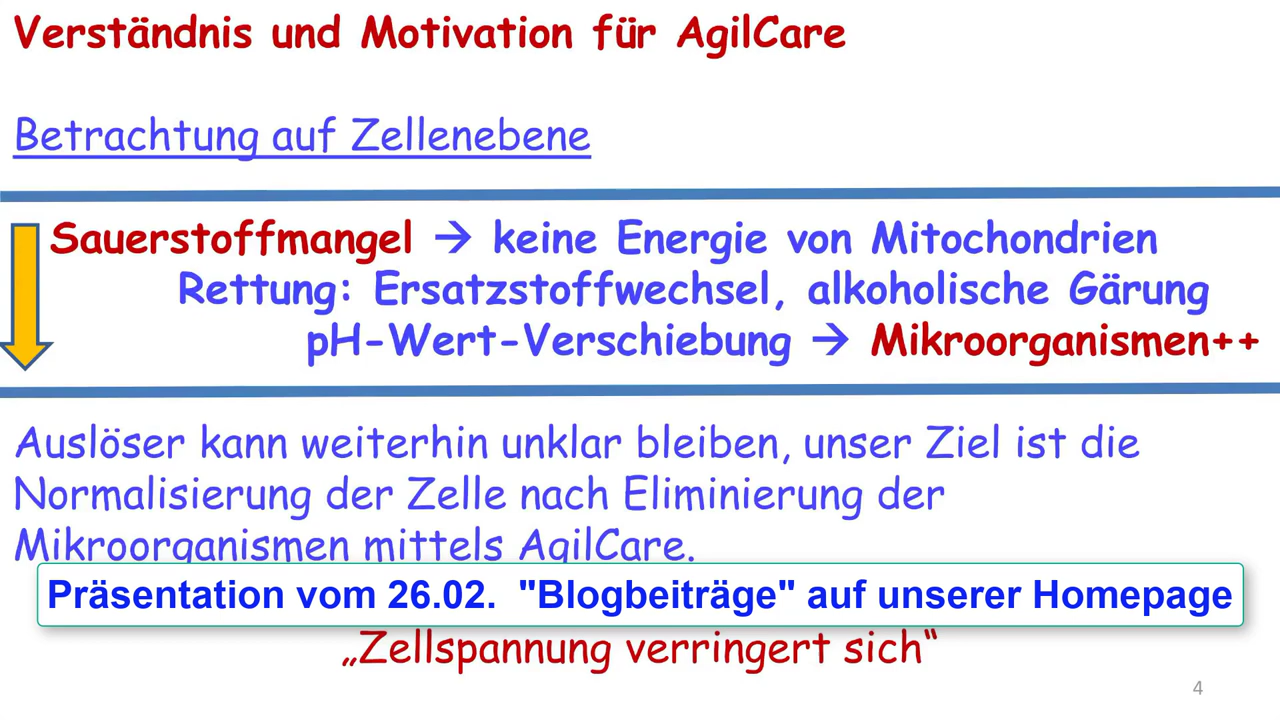 Verständnis und Motivation für AgilCare
Betrachtung auf Zellenebene
Sauerstoffmangel → keine Energie von Mitochondrien
Rettung: Ersatzstoffwechsel, alkoholische Gärung
pH-Wert-Verschiebung → Mikroorganismen++
Auslöser kann weiterhin unklar bleiben, unser Ziel ist die
Normalisierung der Zelle nach Eliminierung der
Mikroorganismen mittels AgilCare.
Präsentation vom 26.02. "Blogbeiträge" auf unserer Homepage
„Zellspannung verringert sich“
4